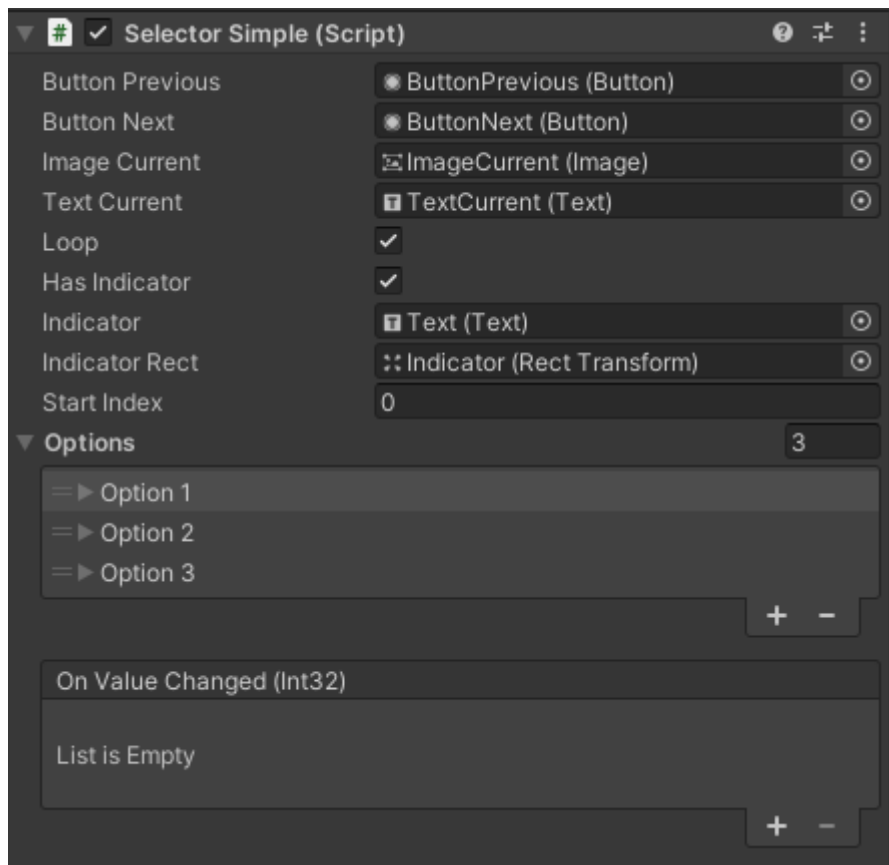 Selector Simple (Script)
Button Previous ButtonPrevious (Button)
Button Next ButtonNext (Button)
Image Current ImageCurrent (Image)
Text Current TextCurrent (Text)
Loop
Has Indicator
Indicator Text (Text)
Indicator Rect Indicator (Rect Transform)
Start Index 0
Options 3
Option 1
Option 2
Option 3
+ -
On Value Changed (Int32)
List is Empty
+ -